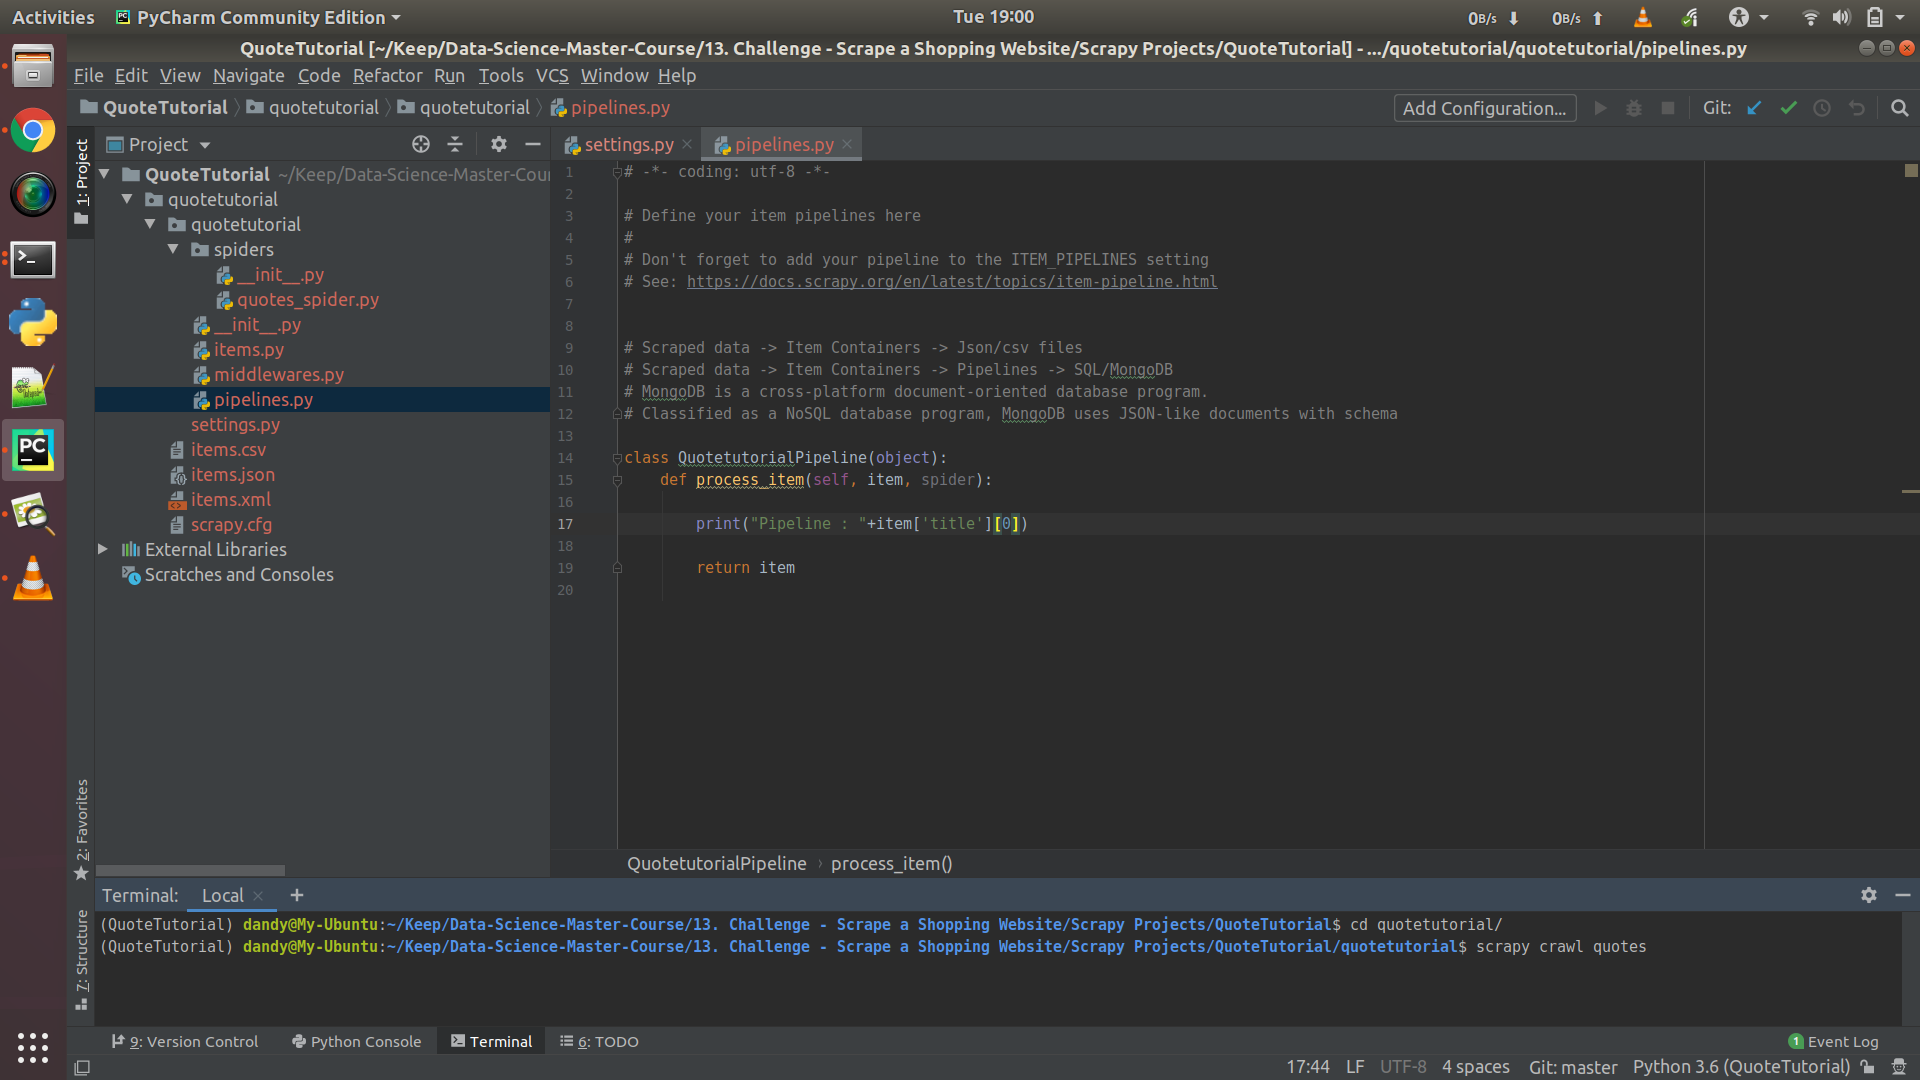 Activities PyCharm Community Edition Tue 19:00 0B/s 0B/s
QuoteTutorial [~/Keep/Data-Science-Master-Course/13. Challenge - Scrape a Shopping Website/Scrapy Projects/QuoteTutorial] - .../quotetutorial/quotetutorial/pipelines.py
File Edit View Navigate Code Refactor Run Tools VCS Window Help
QuoteTutorial quotetutorial quotetutorial pipelines.py Add Configuration... Git:
1: Project
Project
QuoteTutorial ~/Keep/Data-Science-Master-Cour
quotetutorial
quotetutorial
spiders
__init__.py
quotes_spider.py
__init__.py
items.py
middlewares.py
pipelines.py
settings.py
items.csv
items.json
items.xml
scrapy.cfg
External Libraries
Scratches and Consoles
settings.py pipelines.py
1 # -*- coding: utf-8 -*-
2
3 # Define your item pipelines here
4 #
5 # Don't forget to add your pipeline to the ITEM_PIPELINES setting
6 # See: https://docs.scrapy.org/en/latest/topics/item-pipeline.html
7
8
9 # Scraped data -> Item Containers -> Json/csv files
10 # Scraped data -> Item Containers -> Pipelines -> SQL/MongoDB
11 # MongoDB is a cross-platform document-oriented database program.
12 # Classified as a NoSQL database program, MongoDB uses JSON-like documents with schema
13
14 class QuotetutorialPipeline(object):
15 def process_item(self, item, spider):
16
17 print("Pipeline : "+item['title'][0])
18
19 return item
20
QuotetutorialPipeline › process_item()
2: Favorites
7: Structure
Terminal: Local +
(QuoteTutorial) dandy@My-Ubuntu:~/Keep/Data-Science-Master-Course/13. Challenge - Scrape a Shopping Website/Scrapy Projects/QuoteTutorial$ cd quotetutorial/
(QuoteTutorial) dandy@My-Ubuntu:~/Keep/Data-Science-Master-Course/13. Challenge - Scrape a Shopping Website/Scrapy Projects/QuoteTutorial/quotetutorial$ scrapy crawl quotes
9: Version Control Python Console Terminal 6: TODO 1 Event Log
17:44 LF UTF-8 4 spaces Git: master Python 3.6 (QuoteTutorial)